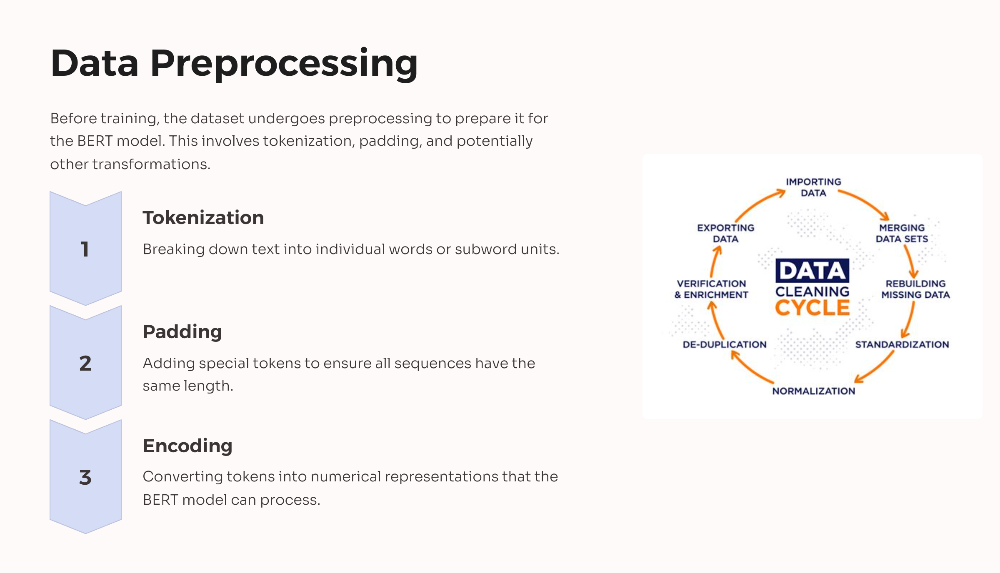 Data Preprocessing
Before training, the dataset undergoes preprocessing to prepare it for
the BERT model. This involves tokenization, padding, and potentially
other transformations.
1
Tokenization
Breaking down text into individual words or subword units.
2
Padding
Adding special tokens to ensure all sequences have the
same length.
3
Encoding
Converting tokens into numerical representations that the
BERT model can process.
IMPORTING
DATA
MERGING
DATA SETS
REBUILDING
MISSING DATA
STANDARDIZATION
NORMALIZATION
DE-DUPLICATION
VERIFICATION
& ENRICHMENT
EXPORTING
DATA
DATA
CLEANING
CYCLE